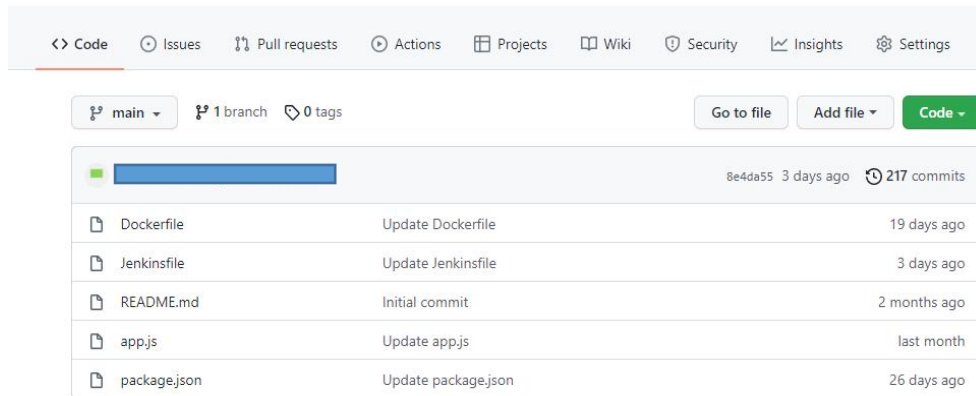 <> Code Issues Pull requests Actions Projects Wiki Security Insights Settings
main 1 branch 0 tags Go to file Add file Code
8e4da55 3 days ago 217 commits
Dockerfile Update Dockerfile 19 days ago
Jenkinsfile Update Jenkinsfile 3 days ago
README.md Initial commit 2 months ago
app.js Update app.js last month
package.json Update package.json 26 days ago